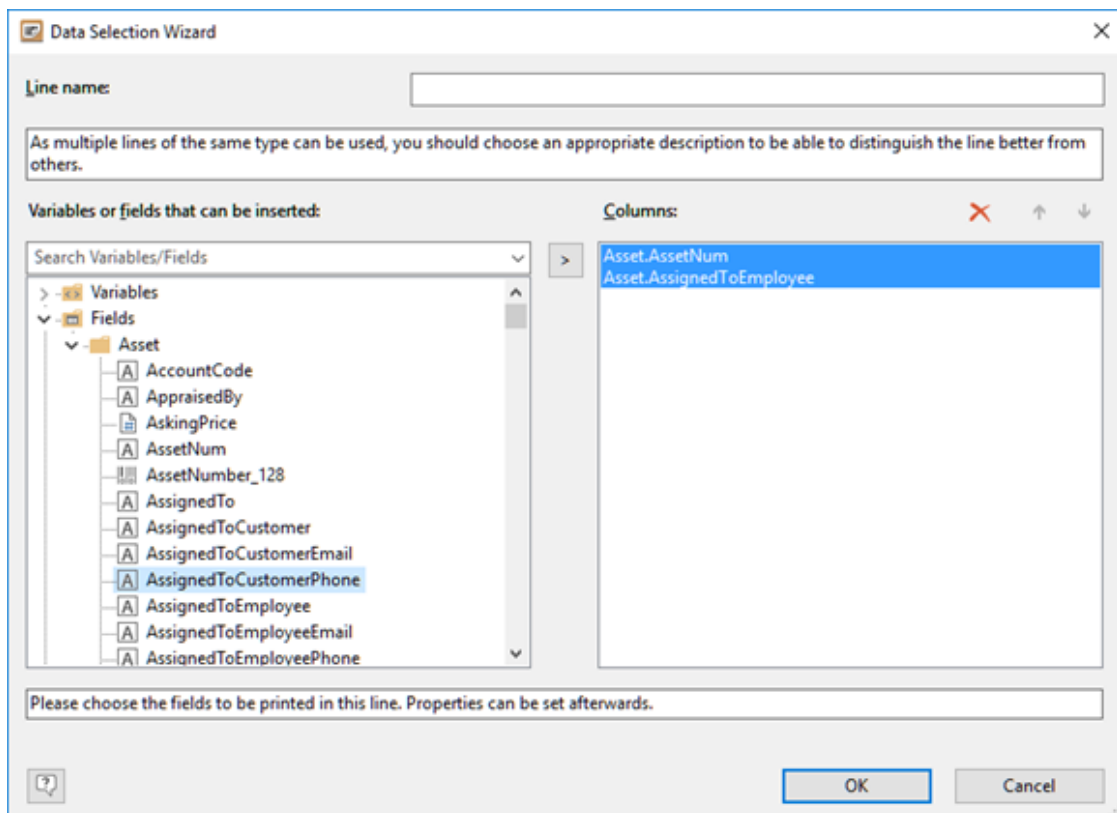 Data Selection Wizard
Line name:
As multiple lines of the same type can be used, you should choose an appropriate description to be able to distinguish the line better from
others.
Variables or fields that can be inserted:
Columns:
Search Variables/Fields
>
Asset.AssetNum
Asset.AssignedToEmployee
Variables
Fields
Asset
AccountCode
AppraisedBy
AskingPrice
AssetNum
AssetNumber_128
AssignedTo
AssignedToCustomer
AssignedToCustomerEmail
AssignedToCustomerPhone
AssignedToEmployee
AssignedToEmployeeEmail
AssignedToEmployeePhone
Please choose the fields to be printed in this line. Properties can be set afterwards.
OK
Cancel